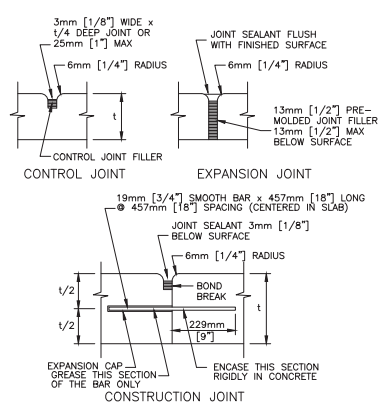 3mm [1/8"] WIDE x
t/4 DEEP JOINT OR
25mm [1"] MAX
6mm [1/4"] RADIUS
t
CONTROL JOINT FILLER
CONTROL JOINT
JOINT SEALANT FLUSH
WITH FINISHED SURFACE
6mm [1/4"] RADIUS
13mm [1/2"] PRE-
MOLDED JOINT FILLER
13mm [1/2"] MAX
BELOW SURFACE
EXPANSION JOINT
19mm [3/4"] SMOOTH BAR x 457mm [18"] LONG
@ 457mm [18"] SPACING (CENTERED IN SLAB)
JOINT SEALANT 3mm [1/8"]
BELOW SURFACE
6mm [1/4"] RADIUS
BOND
BREAK
t/2
t
t/2
229mm
[9"]
EXPANSION CAP
GREASE THIS SECTION
OF THE BAR ONLY
ENCASE THIS SECTION
RIGIDLY IN CONCRETE
CONSTRUCTION JOINT